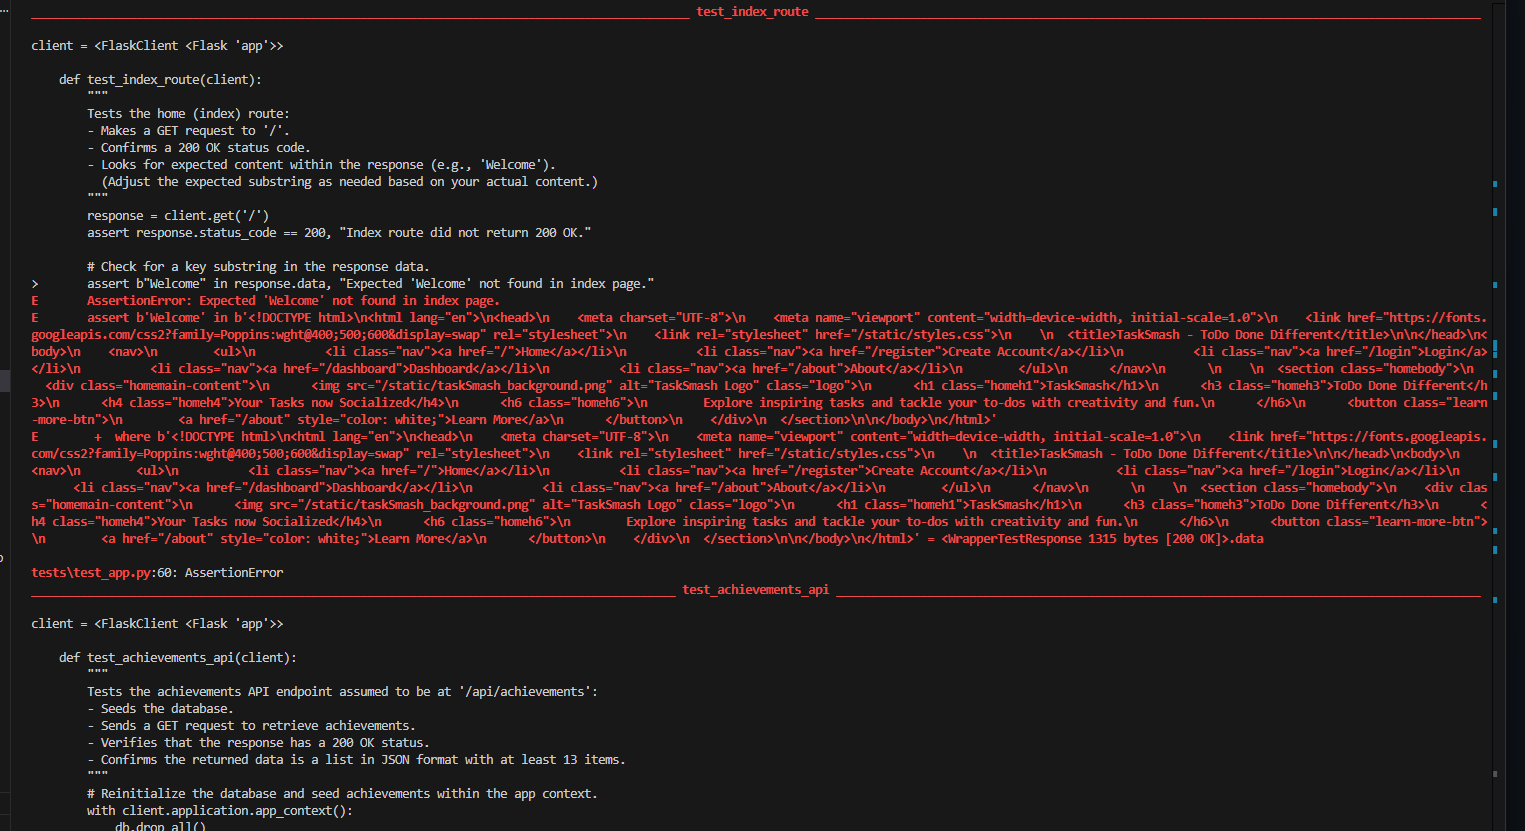 ...
test_index_route
client = <FlaskClient <Flask 'app'>>
    def test_index_route(client):
        """
        Tests the home (index) route:
        - Makes a GET request to '/'.
        - Confirms a 200 OK status code.
        - Looks for expected content within the response (e.g., 'Welcome').
          (Adjust the expected substring as needed based on your actual content.)
        """
        response = client.get('/')
        assert response.status_code == 200, "Index route did not return 200 OK."
        # Check for a key substring in the response data.
>       assert b"Welcome" in response.data, "Expected 'Welcome' not found in index page."
E       AssertionError: Expected 'Welcome' not found in index page.
E       assert b'Welcome' in b'<!DOCTYPE html>\n<html lang="en">\n<head>\n    <meta charset="UTF-8">\n    <meta name="viewport" content="width=device-width, initial-scale=1.0">\n    <link href="https://fonts.
googleapis.com/css2?family=Poppins:wght@400;500;600&display=swap" rel="stylesheet">\n    <link rel="stylesheet" href="/static/styles.css">\n    \n  <title>TaskSmash - ToDo Done Different</title>\n\n</head>\n<
body>\n    <nav>\n        <ul>\n            <li class="nav"><a href="/">Home</a></li>\n            <li class="nav"><a href="/register">Create Account</a></li>\n            <li class="nav"><a href="/login">Login</a>
</li>\n            <li class="nav"><a href="/dashboard">Dashboard</a></li>\n            <li class="nav"><a href="/about">About</a></li>\n        </ul>\n      </nav>\n      \n    \n  <section class="homebody">\n  
  <div class="homemain-content">\n      <img src="/static/taskSmash_background.png" alt="TaskSmash Logo" class="logo">\n      <h1 class="homeh1">TaskSmash</h1>\n      <h3 class="homeh3">ToDo Done Different</h
3>\n      <h4 class="homeh4">Your Tasks now Socialized</h4>\n      <h6 class="homeh6">\n        Explore inspiring tasks and tackle your to-dos with creativity and fun.\n      </h6>\n      <button class="learn
-more-btn">\n        <a href="/about" style="color: white;">Learn More</a>\n      </button>\n    </div>\n  </section>\n\n</body>\n</html>'
E        +  where b'<!DOCTYPE html>\n<html lang="en">\n<head>\n    <meta charset="UTF-8">\n    <meta name="viewport" content="width=device-width, initial-scale=1.0">\n    <link href="https://fonts.googleapis.
com/css2?family=Poppins:wght@400;500;600&display=swap" rel="stylesheet">\n    <link rel="stylesheet" href="/static/styles.css">\n    \n  <title>TaskSmash - ToDo Done Different</title>\n\n</head>\n<body>\n    
<nav>\n        <ul>\n            <li class="nav"><a href="/">Home</a></li>\n            <li class="nav"><a href="/register">Create Account</a></li>\n            <li class="nav"><a href="/login">Login</a></li>\n
      <li class="nav"><a href="/dashboard">Dashboard</a></li>\n            <li class="nav"><a href="/about">About</a></li>\n        </ul>\n      </nav>\n      \n    \n  <section class="homebody">\n    <div clas
s="homemain-content">\n      <img src="/static/taskSmash_background.png" alt="TaskSmash Logo" class="logo">\n      <h1 class="homeh1">TaskSmash</h1>\n      <h3 class="homeh3">ToDo Done Different</h3>\n      <
h4 class="homeh4">Your Tasks now Socialized</h4>\n      <h6 class="homeh6">\n        Explore inspiring tasks and tackle your to-dos with creativity and fun.\n      </h6>\n      <button class="learn-more-btn">
\n        <a href="/about" style="color: white;">Learn More</a>\n      </button>\n    </div>\n  </section>\n\n</body>\n</html>' = <WrapperTestResponse 1315 bytes [200 OK]>.data
tests\test_app.py:60: AssertionError
test_achievements_api
client = <FlaskClient <Flask 'app'>>
    def test_achievements_api(client):
        """
        Tests the achievements API endpoint assumed to be at '/api/achievements':
        - Seeds the database.
        - Sends a GET request to retrieve achievements.
        - Verifies that the response has a 200 OK status.
        - Confirms the returned data is a list in JSON format with at least 13 items.
        """
        # Reinitialize the database and seed achievements within the app context.
        with client.application.app_context():
            db.drop_all()